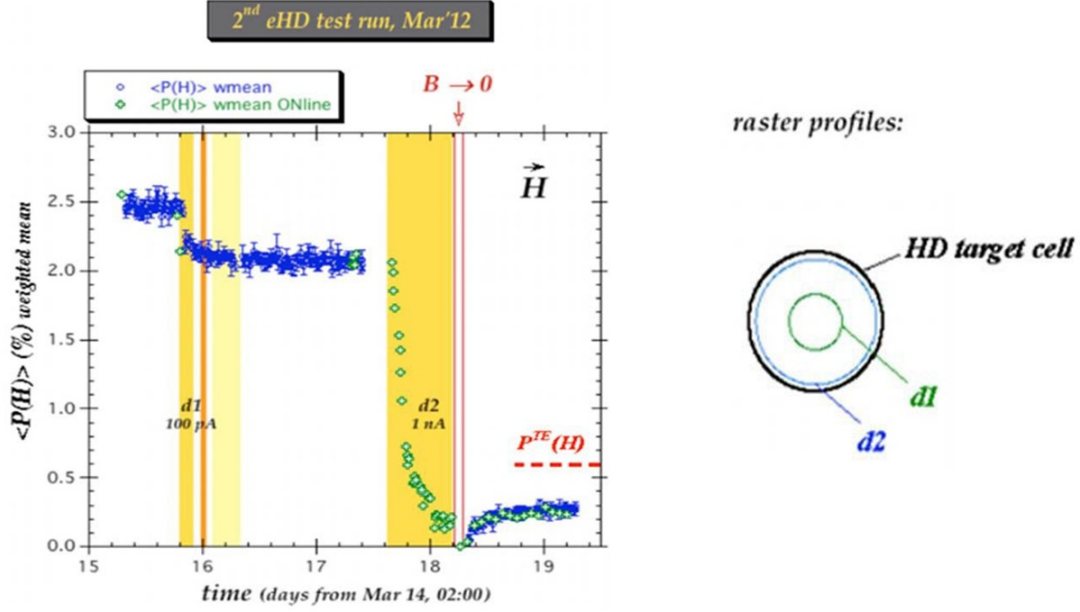 2nd eHD test run, Mar'12
<P(H)> wmean
<P(H)> wmean ONline
B → 0
H
3.0
2.5
2.0
1.5
1.0
0.5
0.0
<P(H)> (%) weighted mean
d1
100 pA
d2
1 nA
PTE(H)
15
16
17
18
19
time (days from Mar 14, 02:00)
raster profiles:
HD target cell
d1
d2